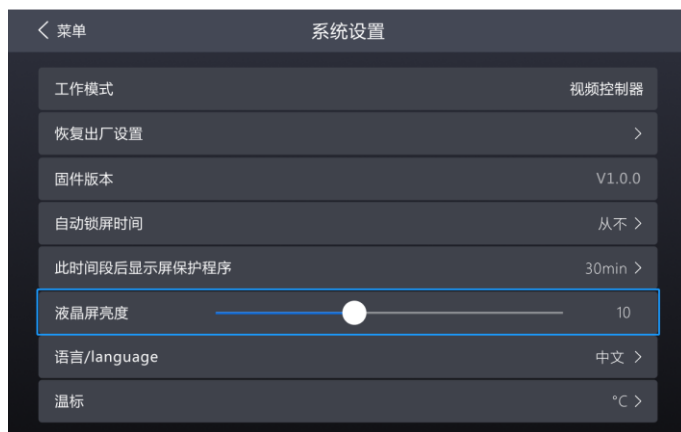 菜单
系统设置
工作模式 视频控制器
恢复出厂设置
固件版本 V1.0.0
自动锁屏时间 从不
此时间段后显示屏保护程序 30min
液晶屏亮度 10
语言/language 中文
温标 °C